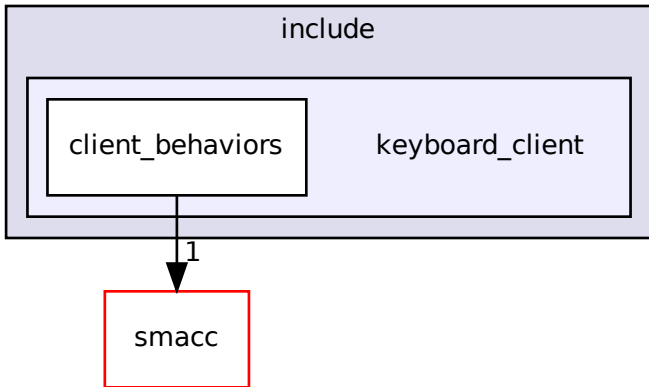 include
client_behaviors
keyboard_client
1
smacc